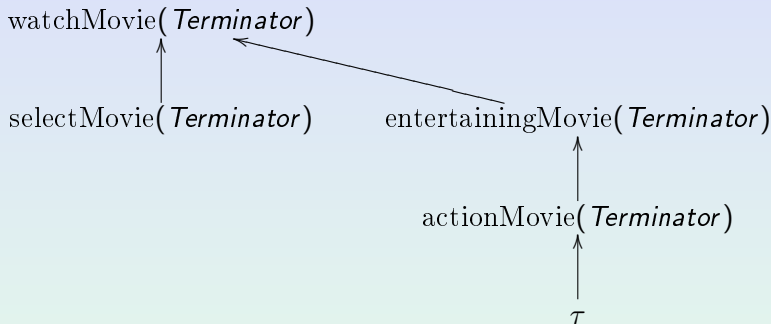 watchMovie(Terminator)
selectMovie(Terminator) entertainingMovie(Terminator)
actionMovie(Terminator)
τ